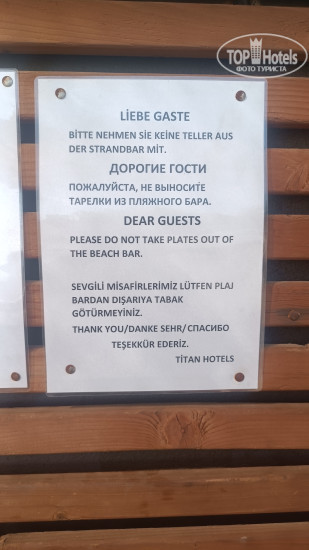 TOP Hotels
ФОТО ТУРИСТА
LİEBE GASTE
BİTTE NEHMEN SİE KEİNE TELLER AUS
DER STRANDBAR MİT.
ДОРОГИЕ ГОСТИ
ПОЖАЛУЙСТА, НЕ ВЫНОСИТЕ
ТАРЕЛКИ ИЗ ПЛЯЖНОГО БАРА.
DEAR GUESTS
PLEASE DO NOT TAKE PLATES OUT OF
THE BEACH BAR.
SEVGİLİ MİSAFİRLERİMİZ LÜTFEN PLAJ
BARDAN DIŞARIYA TABAK
GÖTÜRMEYİNİZ.
THANK YOU/DANKE SEHR/СПАСИБО
TEŞEKKÜR EDERİZ.
TİTAN HOTELS